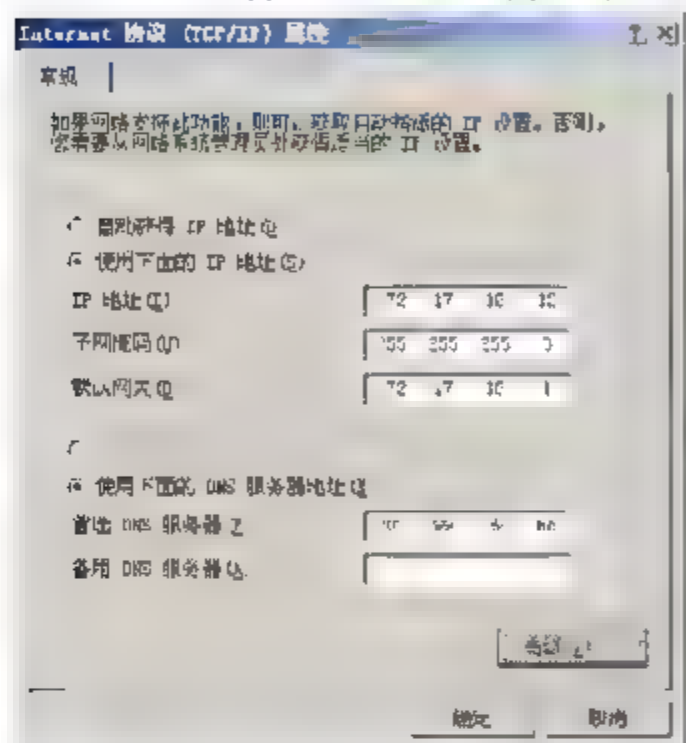 Internet 协议 (TCP/IP) 属性
常规
如果网络支持此功能，则可以获取自动指派的 IP 设置。否则，
您需要从网络系统管理员处获得适当的 IP 设置。
自动获得 IP 地址(O)
使用下面的 IP 地址(S)
IP 地址(I)
子网掩码(U)
255 255 255 0
默认网关(D)
使用下面的 DNS 服务器地址(E)
首选 DNS 服务器(P)
备用 DNS 服务器(A)
高级(V)
确定
取消